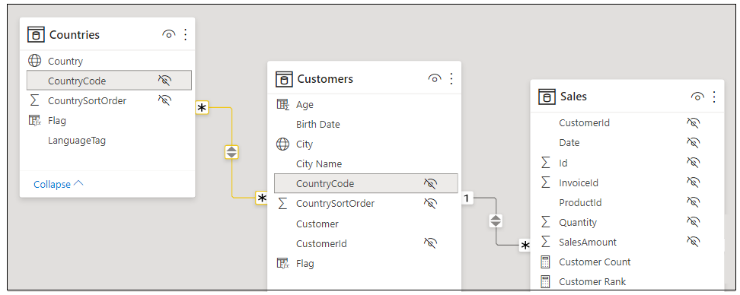 Countries
Country
CountryCode
CountrySortOrder
Flag
LanguageTag
Collapse
*
*
Customers
Age
Birth Date
City
City Name
CountryCode
CountrySortOrder
Customer
CustomerId
Flag
1
*
Sales
CustomerId
Date
Id
InvoiceId
ProductId
Quantity
SalesAmount
Customer Count
Customer Rank